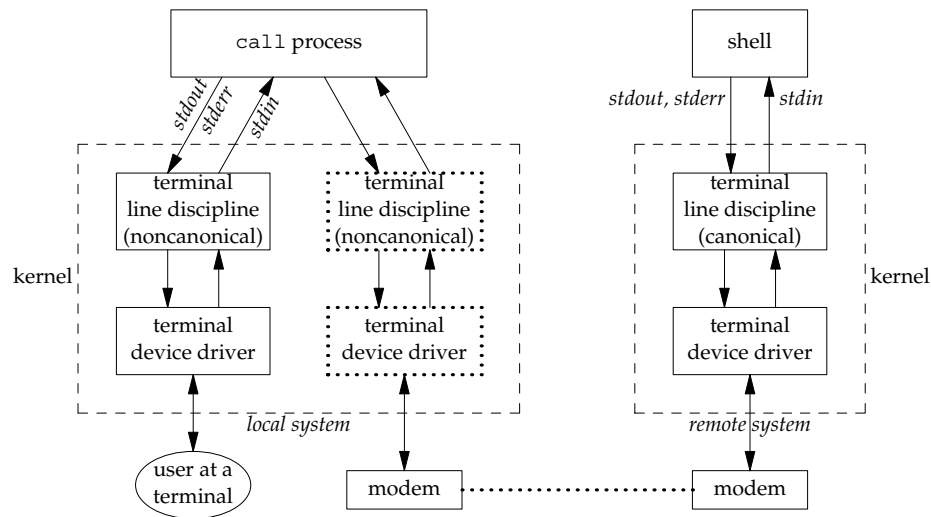 call process
shell
stdout
stderr
stdin
stdout, stderr
stdin
terminal
line discipline
(noncanonical)
terminal
line discipline
(noncanonical)
terminal
line discipline
(canonical)
kernel
kernel
terminal
device driver
terminal
device driver
terminal
device driver
local system
remote system
user at a
terminal
modem
modem